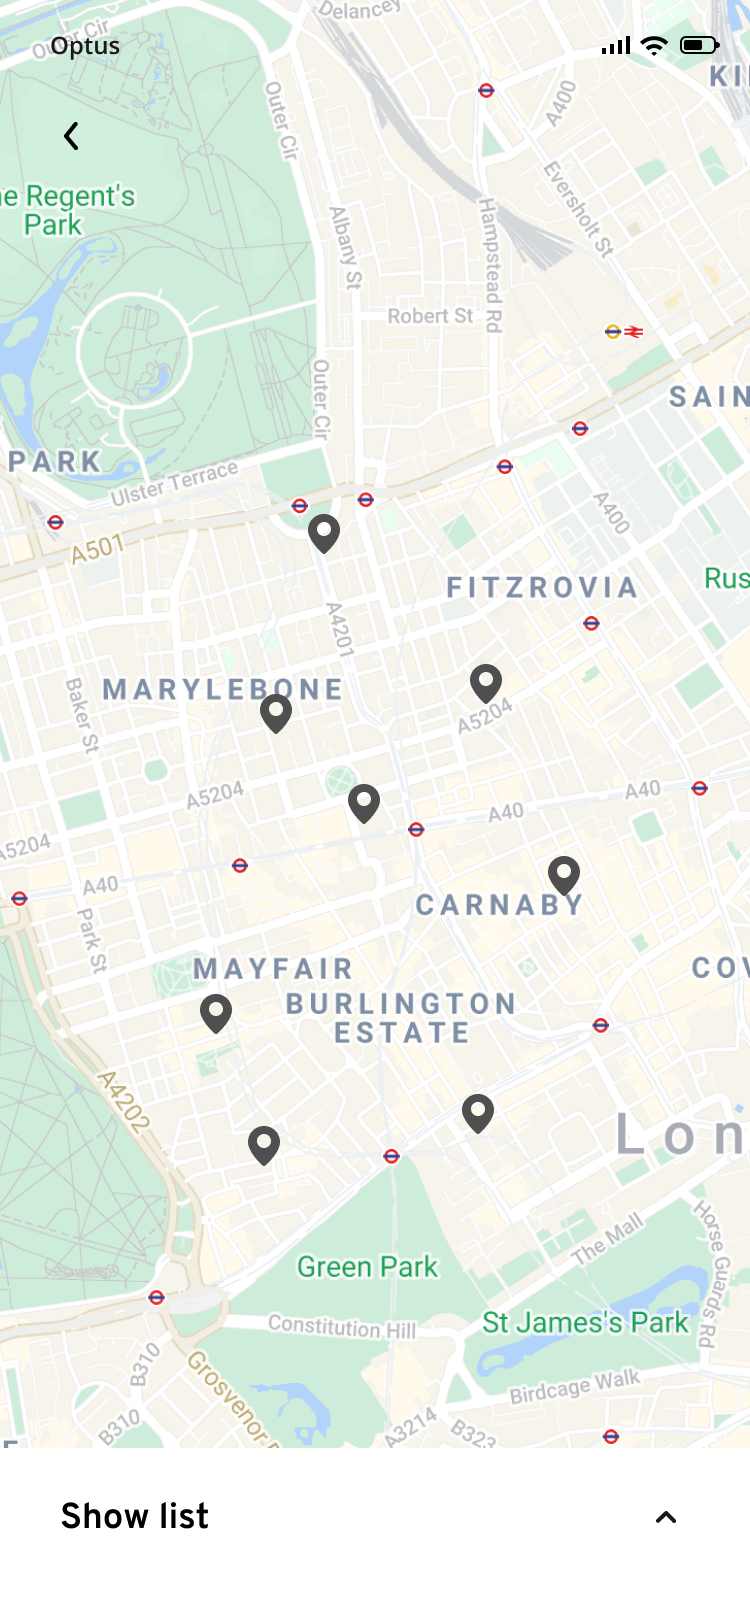 Delancey
Outer Cir
Optus
KI
A400
Outer Cir
he Regent's
Park
Eversholt St
Albany St
Hampstead Rd
Robert St
Outer Cir
SAIN
PARK
Ulster Terrace
A400
A501
Rus
FITZROVIA
A4201
MARYLEBONE
Baker St
A5204
A5204
A40
A40
A5204
A40
CARNABY
Park St
MAYFAIR
COV
BURLINGTON
ESTATE
A4202
Lon
The Mall
Horse Guards Rd
Green Park
St James's Park
Constitution Hill
B310
Grosvenor
Birdcage Walk
B310
A3214
B323
Show list